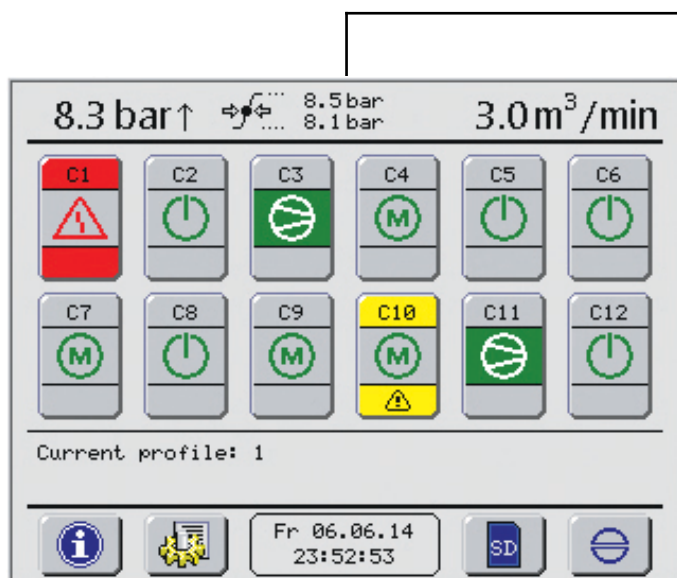 8.3 bar↑ 8.5 bar 8.1 bar 3.0 m³/min
C1 C2 C3 C4 C5 C6
M
C7 C8 C9 C10 C11 C12
M M M
Current profile: 1
Fr 06.06.14
23:52:53
SD